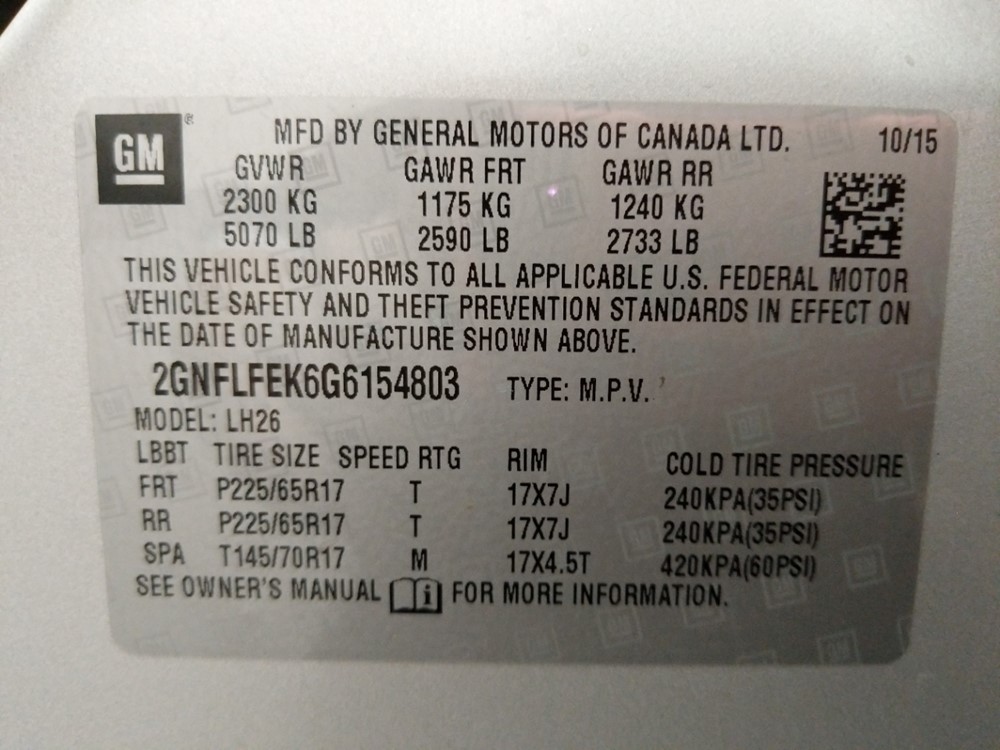 GM ® MFD BY GENERAL MOTORS OF CANADA LTD. 10/15
GVWR GAWR FRT GAWR RR
2300 KG 1175 KG 1240 KG
5070 LB 2590 LB 2733 LB
THIS VEHICLE CONFORMS TO ALL APPLICABLE U.S. FEDERAL MOTOR
VEHICLE SAFETY AND THEFT PREVENTION STANDARDS IN EFFECT ON
THE DATE OF MANUFACTURE SHOWN ABOVE.
2GNFLFEK6G6154803 TYPE: M.P.V.
MODEL: LH26
LBBT TIRE SIZE SPEED RTG RIM COLD TIRE PRESSURE
FRT P225/65R17 T 17X7J 240KPA(35PSI)
RR P225/65R17 T 17X7J 240KPA(35PSI)
SPA T145/70R17 M 17X4.5T 420KPA(60PSI)
SEE OWNER'S MANUAL i FOR MORE INFORMATION.